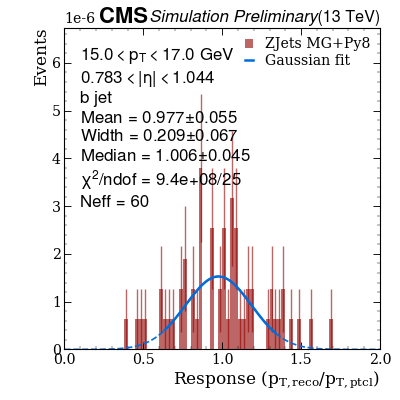 1e-6 CMS Simulation Preliminary (13 TeV)
Events
15.0 < p_T < 17.0 GeV
0.783 < |η| < 1.044
b jet
Mean = 0.977±0.055
Width = 0.209±0.067
Median = 1.006±0.045
χ²/ndof = 9.4e+08/25
Neff = 60
ZJets MG+Py8
Gaussian fit
6
5
4
3
2
1
0
0.0 0.5 1.0 1.5 2.0
Response (p_T,reco/p_T,ptcl)